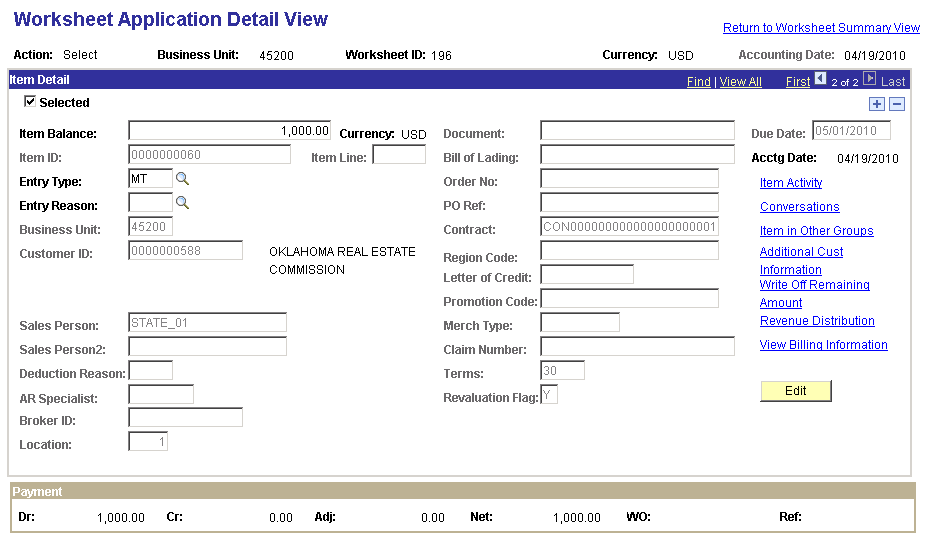 Worksheet Application Detail View
Return to Worksheet Summary View
Action: Select Business Unit: 45200 Worksheet ID: 196 Currency: USD Accounting Date: 04/19/2010
Item Detail Find | View All First 2 of 2 Last
Selected
Item Balance: 1,000.00 Currency: USD Document: Due Date: 05/01/2010
Item ID: 0000000060 Item Line: Bill of Lading: Acctg Date: 04/19/2010
Entry Type: MT Order No: Item Activity
Entry Reason: PO Ref: Conversations
Business Unit: 45200 Contract: CON0000000000000000000001 Item in Other Groups
Customer ID: 0000000588 OKLAHOMA REAL ESTATE COMMISSION Region Code: Additional Cust Information
Letter of Credit: Write Off Remaining Amount
Promotion Code:
Sales Person: STATE_01 Merch Type: Revenue Distribution
Sales Person2: Claim Number: View Billing Information
Deduction Reason: Terms: 30
AR Specialist: Revaluation Flag: Y Edit
Broker ID:
Location: 1
Payment
Dr: 1,000.00 Cr: 0.00 Adj: 0.00 Net: 1,000.00 WO: Ref: